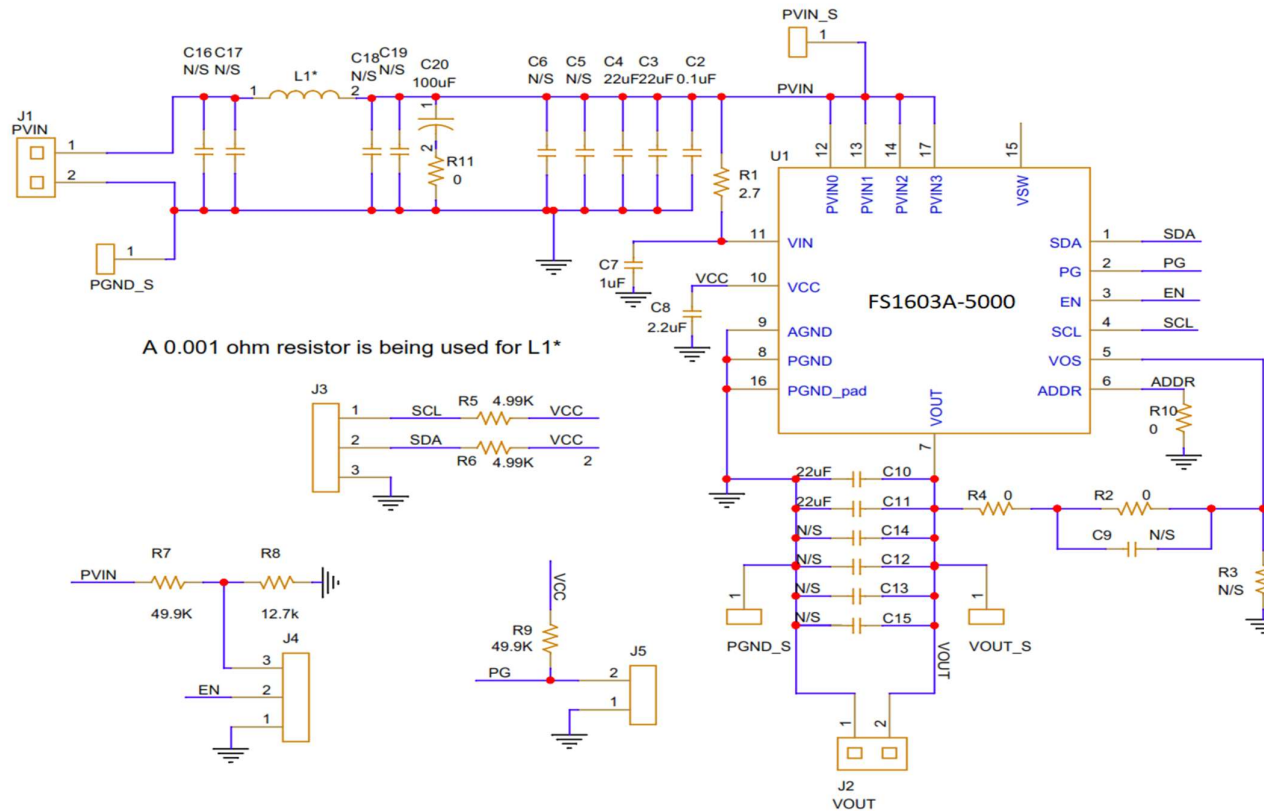 PVIN_S
1
C16 C17
N/S N/S
L1*
1 2
C18 C19
N/S N/S
C20
100uF
1
2
R11
0
C6
N/S
C5
N/S
C4
22uF
C3
22uF
C2
0.1uF
PVIN
J1
PVIN
1
2
1
PGND_S
R1
2.7
C7
1uF
VCC
C8
2.2uF
U1
12
13
14
17
15
PVIN0
PVIN1
PVIN2
PVIN3
VSW
11 VIN
10 VCC
9 AGND
8 PGND
16 PGND_pad
FS1603A-5000
SDA 1 SDA
PG 2 PG
EN 3 EN
SCL 4 SCL
VOS 5
ADDR 6 ADDR
VOUT
7
R10
0
A 0.001 ohm resistor is being used for L1*
J3
1 SCL R5 4.99K VCC
2 SDA R6 4.99K VCC
2
3
22uF C10
22uF C11
N/S C14
N/S C12
N/S C13
N/S C15
R4 0
R2 0
C9 N/S
R3
N/S
1
PGND_S
1
VOUT_S
VOUT
1 2
J2
VOUT
PVIN
R7
49.9K
R8
12.7k
J4
3
EN 2
1
VCC
R9
49.9K
PG
J5
2
1